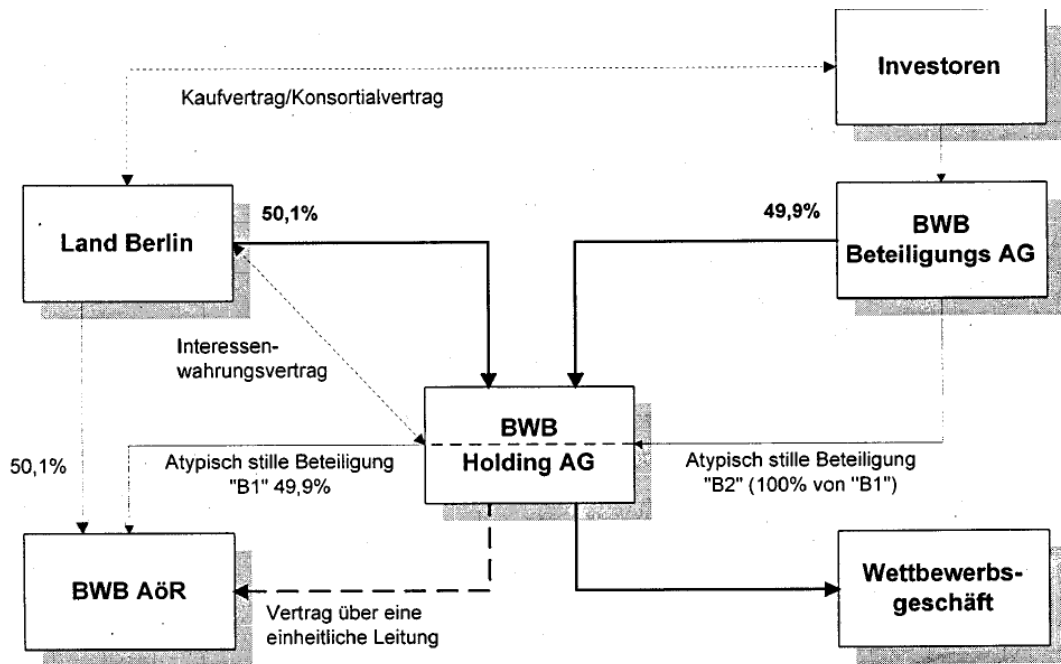 Investoren
Kaufvertrag/Konsortialvertrag
50,1%
49,9%
Land Berlin
BWB
Beteiligungs AG
Interessen-
wahrungsvertrag
BWB
Holding AG
50,1%
Atypisch stille Beteiligung
"B1" 49,9%
Atypisch stille Beteiligung
"B2" (100% von "B1")
BWB AöR
Vertrag über eine
einheitliche Leitung
Wettbewerbs-
geschäft